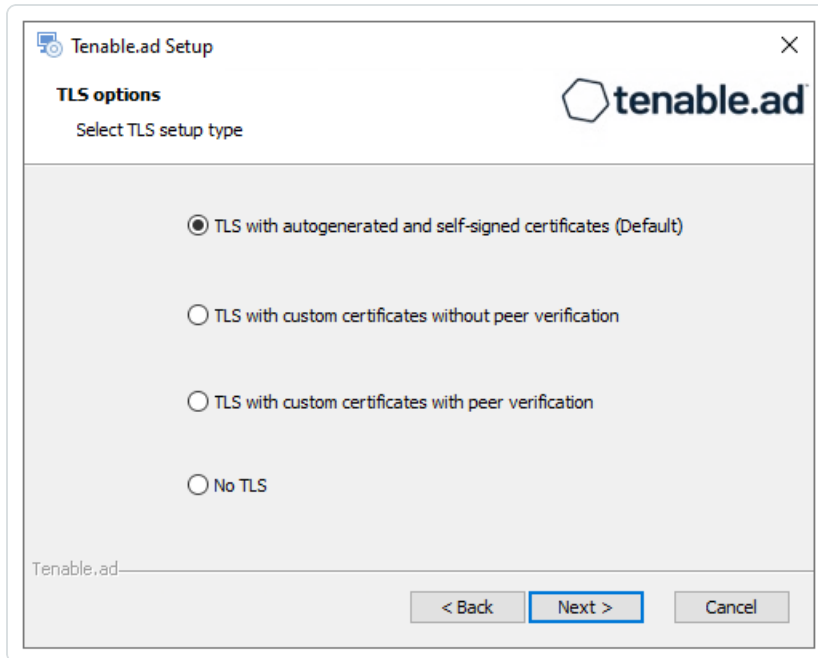 Tenable.ad Setup
TLS options
Select TLS setup type
tenable.ad
TLS with autogenerated and self-signed certificates (Default)
TLS with custom certificates without peer verification
TLS with custom certificates with peer verification
No TLS
Tenable.ad
< Back Next > Cancel